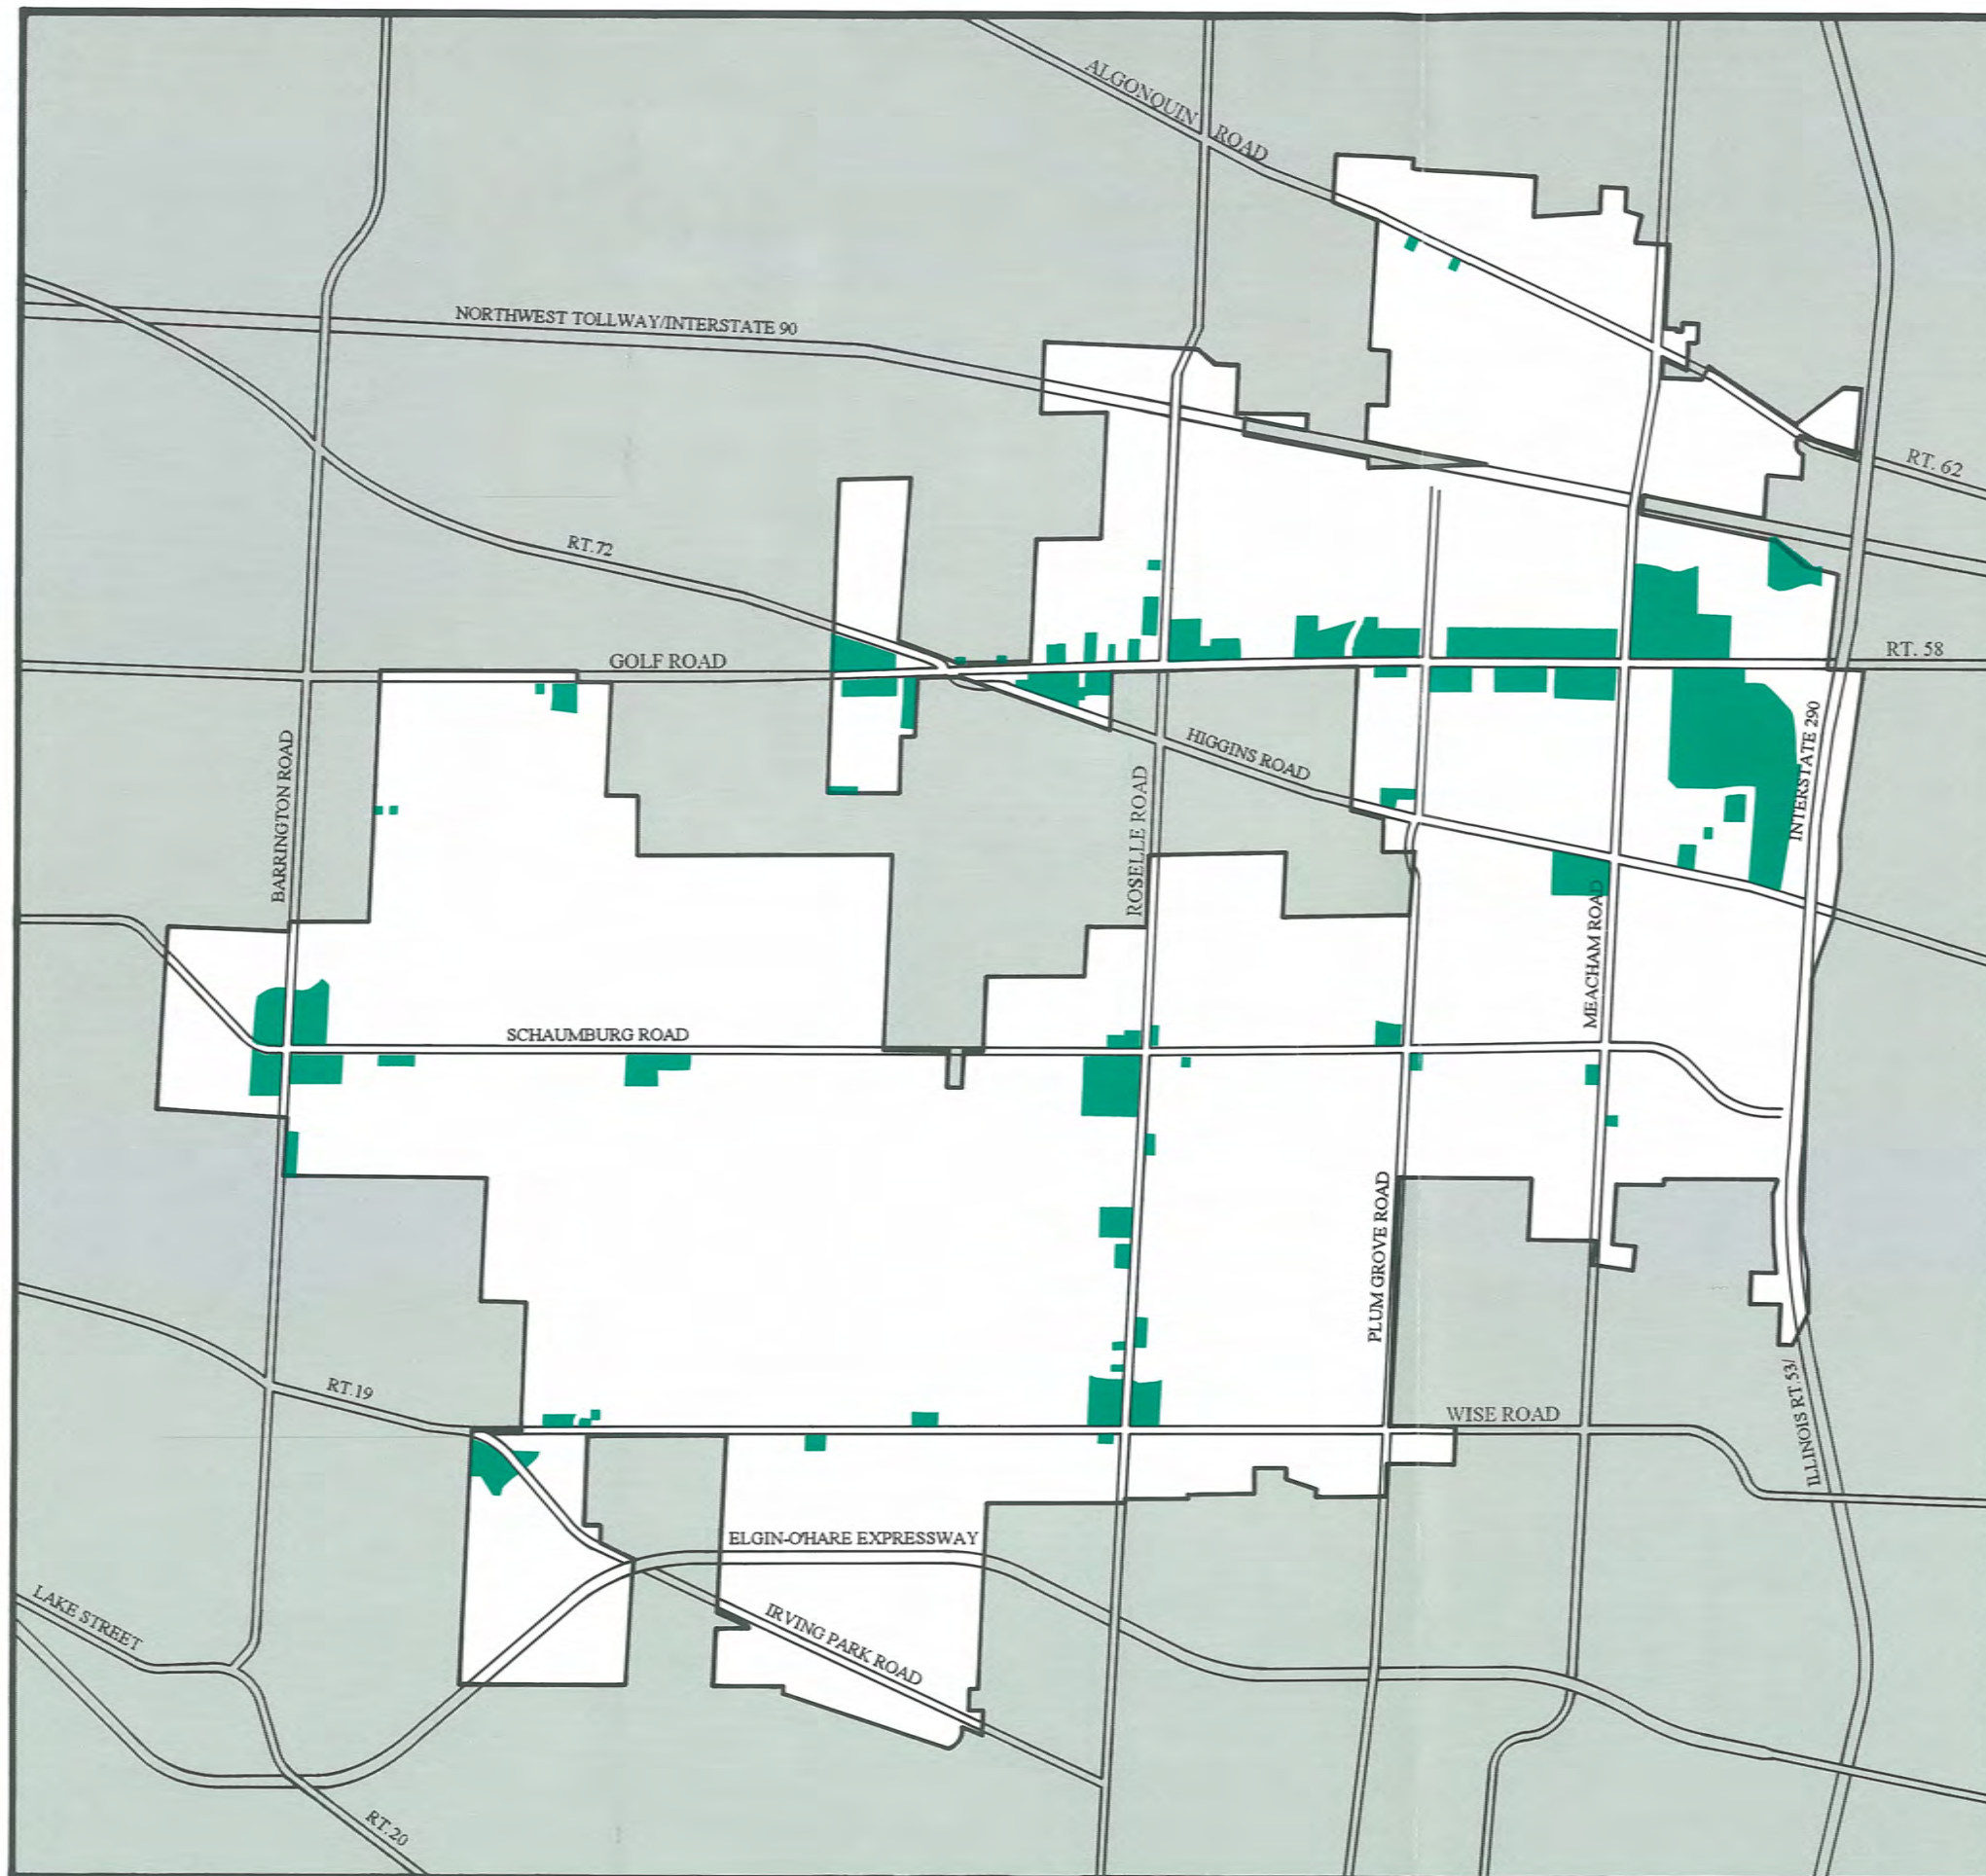 ALGONQUIN ROAD
NORTHWEST TOLLWAY/INTERSTATE 90
RT. 62
RT.72
GOLF ROAD
RT. 58
BARRINGTON ROAD
HIGGINS ROAD
INTERSTATE 290
ROSELLE ROAD
MEACHAM ROAD
SCHAUMBURG ROAD
PLUM GROVE ROAD
RT.19
WISE ROAD
ILLINOIS RT.53/
ELGIN-O'HARE EXPRESSWAY
LAKE STREET
IRVING PARK ROAD
RT.20